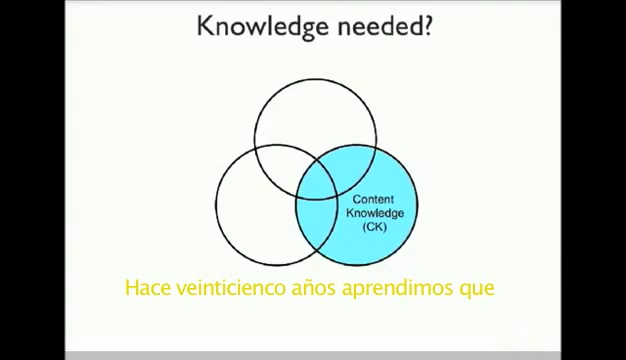 Knowledge needed?
Content
Knowledge
(CK)
Hace veinticienco años aprendimos que